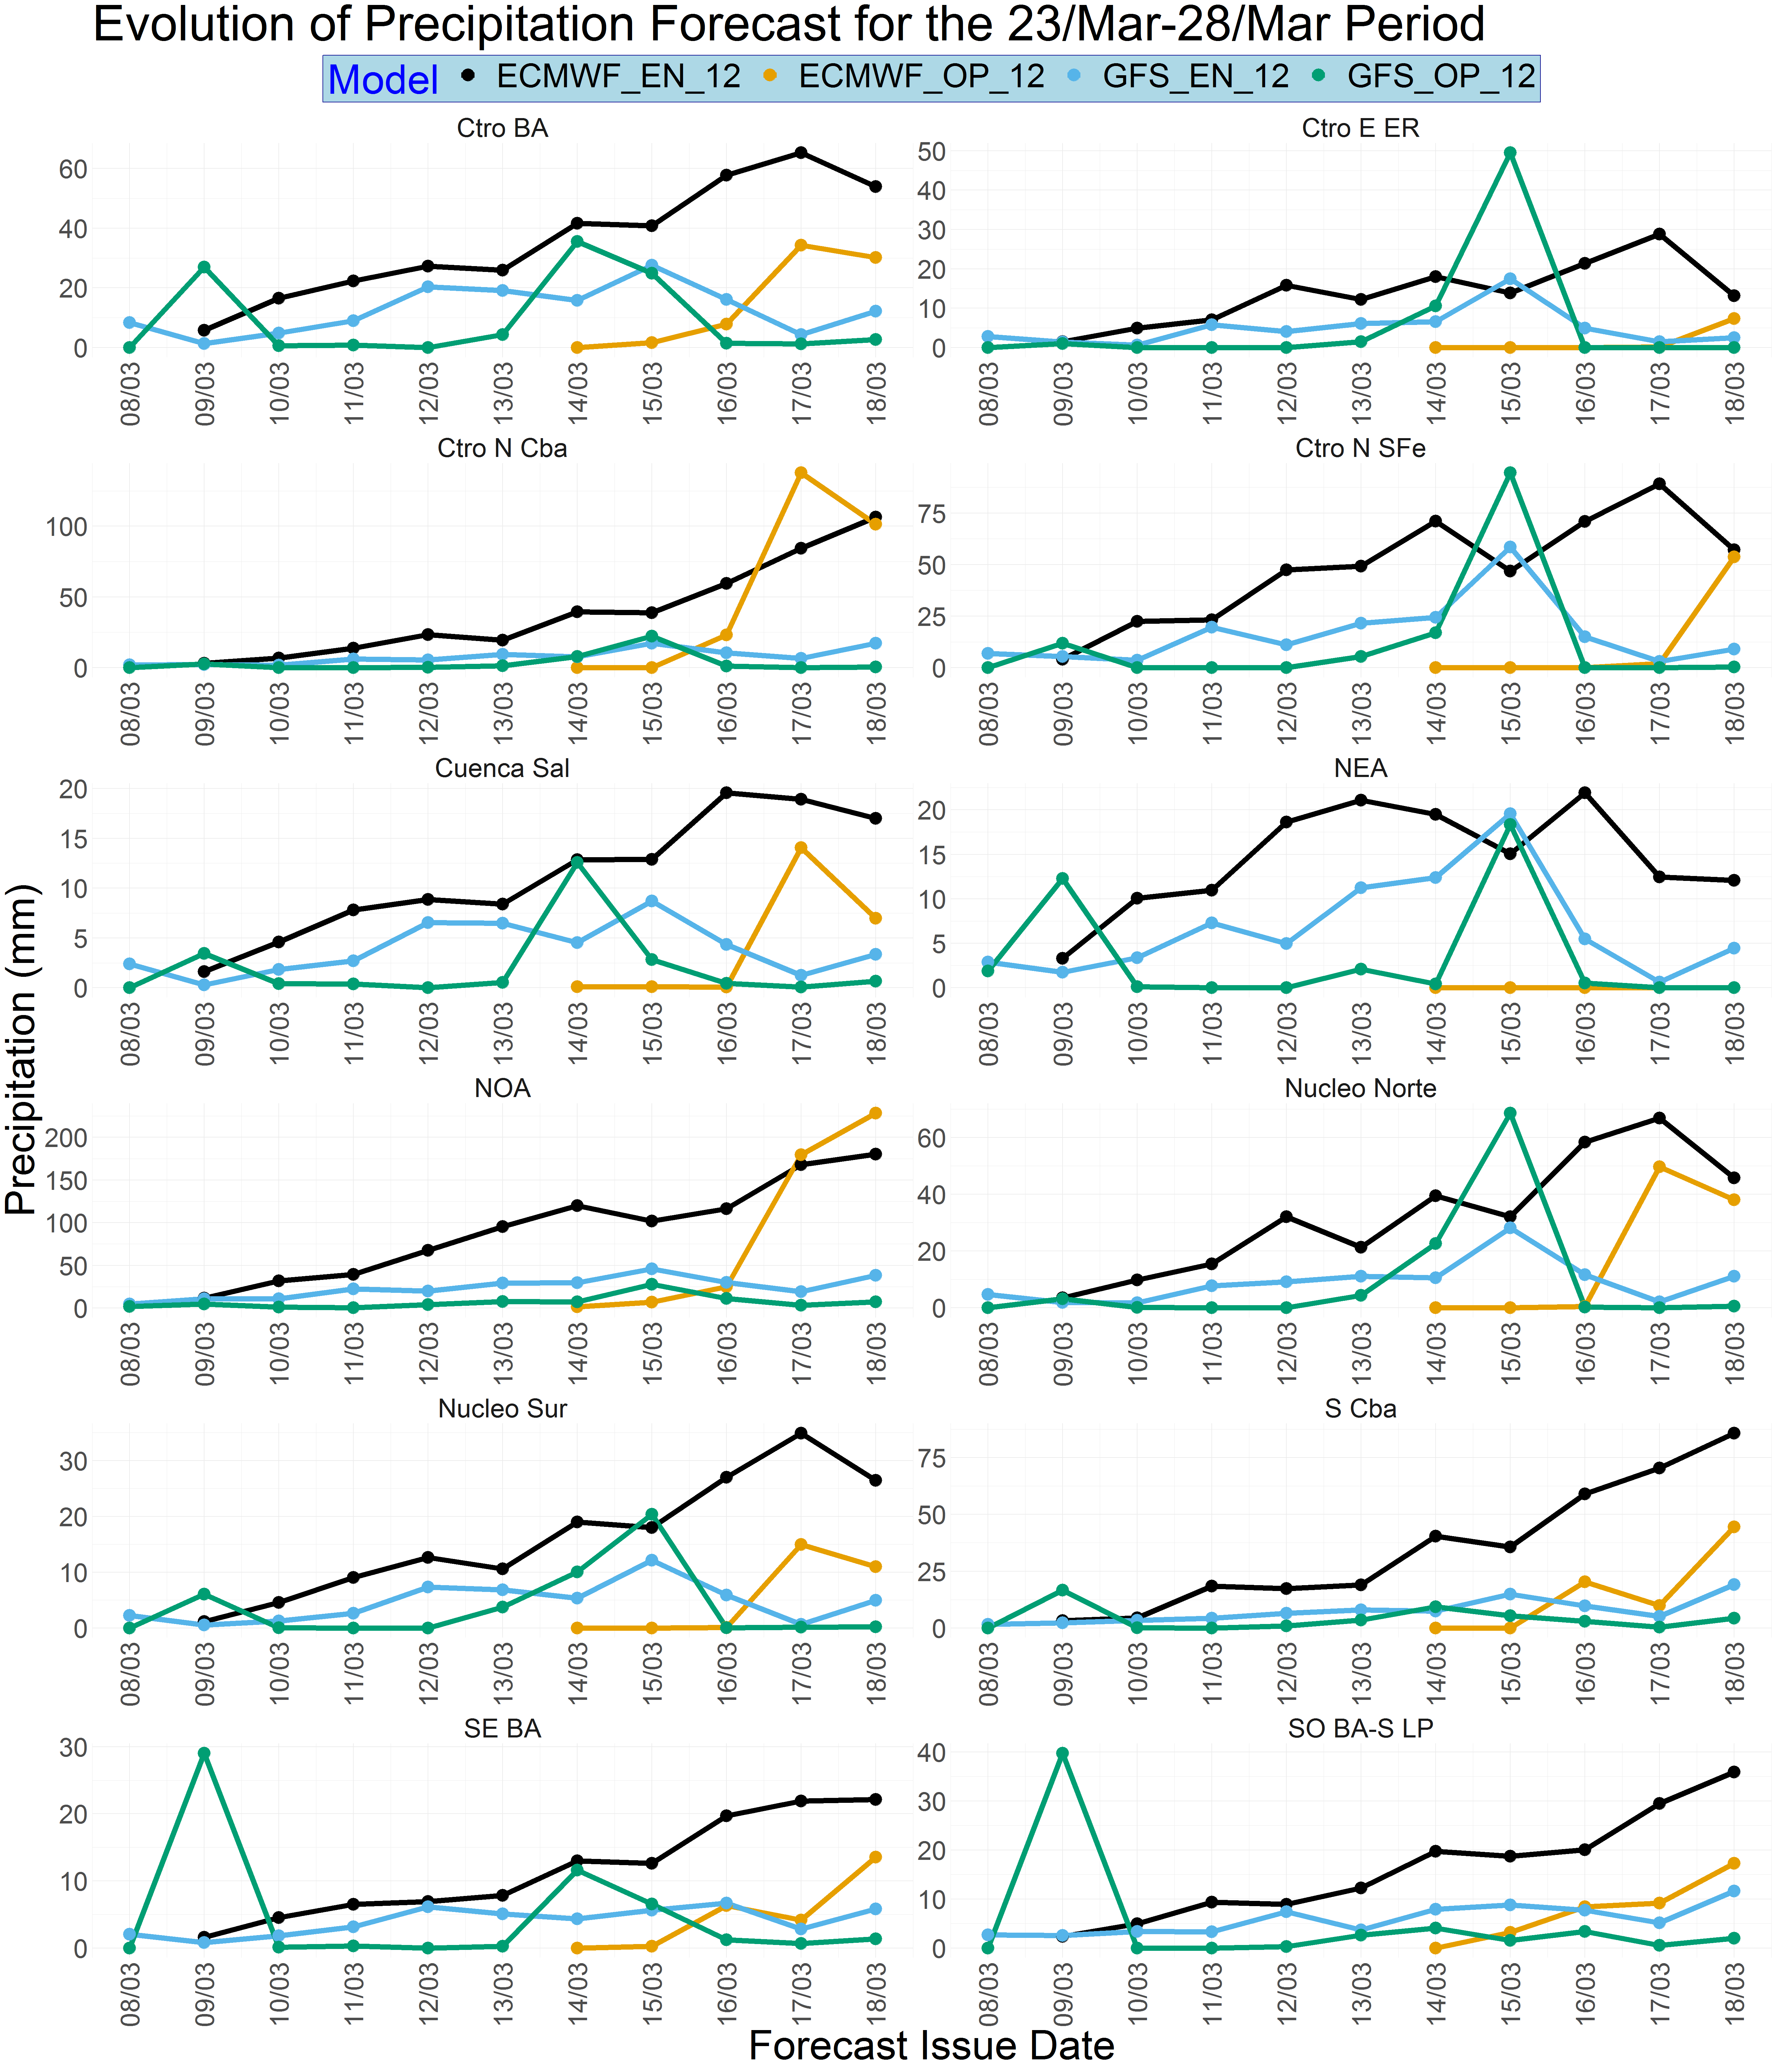 Evolution of Precipitation Forecast for the 23/Mar-28/Mar Period
Model ECMWF_EN_12 ECMWF_OP_12 GFS_EN_12 GFS_OP_12
Precipitation (mm)
Ctro BA
60
40
20
0
08/03 09/03 10/03 11/03 12/03 13/03 14/03 15/03 16/03 17/03 18/03
Ctro E ER
50
40
30
20
10
0
08/03 09/03 10/03 11/03 12/03 13/03 14/03 15/03 16/03 17/03 18/03
Ctro N Cba
100
50
0
08/03 09/03 10/03 11/03 12/03 13/03 14/03 15/03 16/03 17/03 18/03
Ctro N SFe
75
50
25
0
08/03 09/03 10/03 11/03 12/03 13/03 14/03 15/03 16/03 17/03 18/03
Cuenca Sal
20
15
10
5
0
08/03 09/03 10/03 11/03 12/03 13/03 14/03 15/03 16/03 17/03 18/03
NEA
20
15
10
5
0
08/03 09/03 10/03 11/03 12/03 13/03 14/03 15/03 16/03 17/03 18/03
NOA
200
150
100
50
0
08/03 09/03 10/03 11/03 12/03 13/03 14/03 15/03 16/03 17/03 18/03
Nucleo Norte
60
40
20
0
08/03 09/03 10/03 11/03 12/03 13/03 14/03 15/03 16/03 17/03 18/03
Nucleo Sur
30
20
10
0
08/03 09/03 10/03 11/03 12/03 13/03 14/03 15/03 16/03 17/03 18/03
S Cba
75
50
25
0
08/03 09/03 10/03 11/03 12/03 13/03 14/03 15/03 16/03 17/03 18/03
SE BA
30
20
10
0
08/03 09/03 10/03 11/03 12/03 13/03 14/03 15/03 16/03 17/03 18/03
SO BA-S LP
40
30
20
10
0
08/03 09/03 10/03 11/03 12/03 13/03 14/03 15/03 16/03 17/03 18/03
Forecast Issue Date